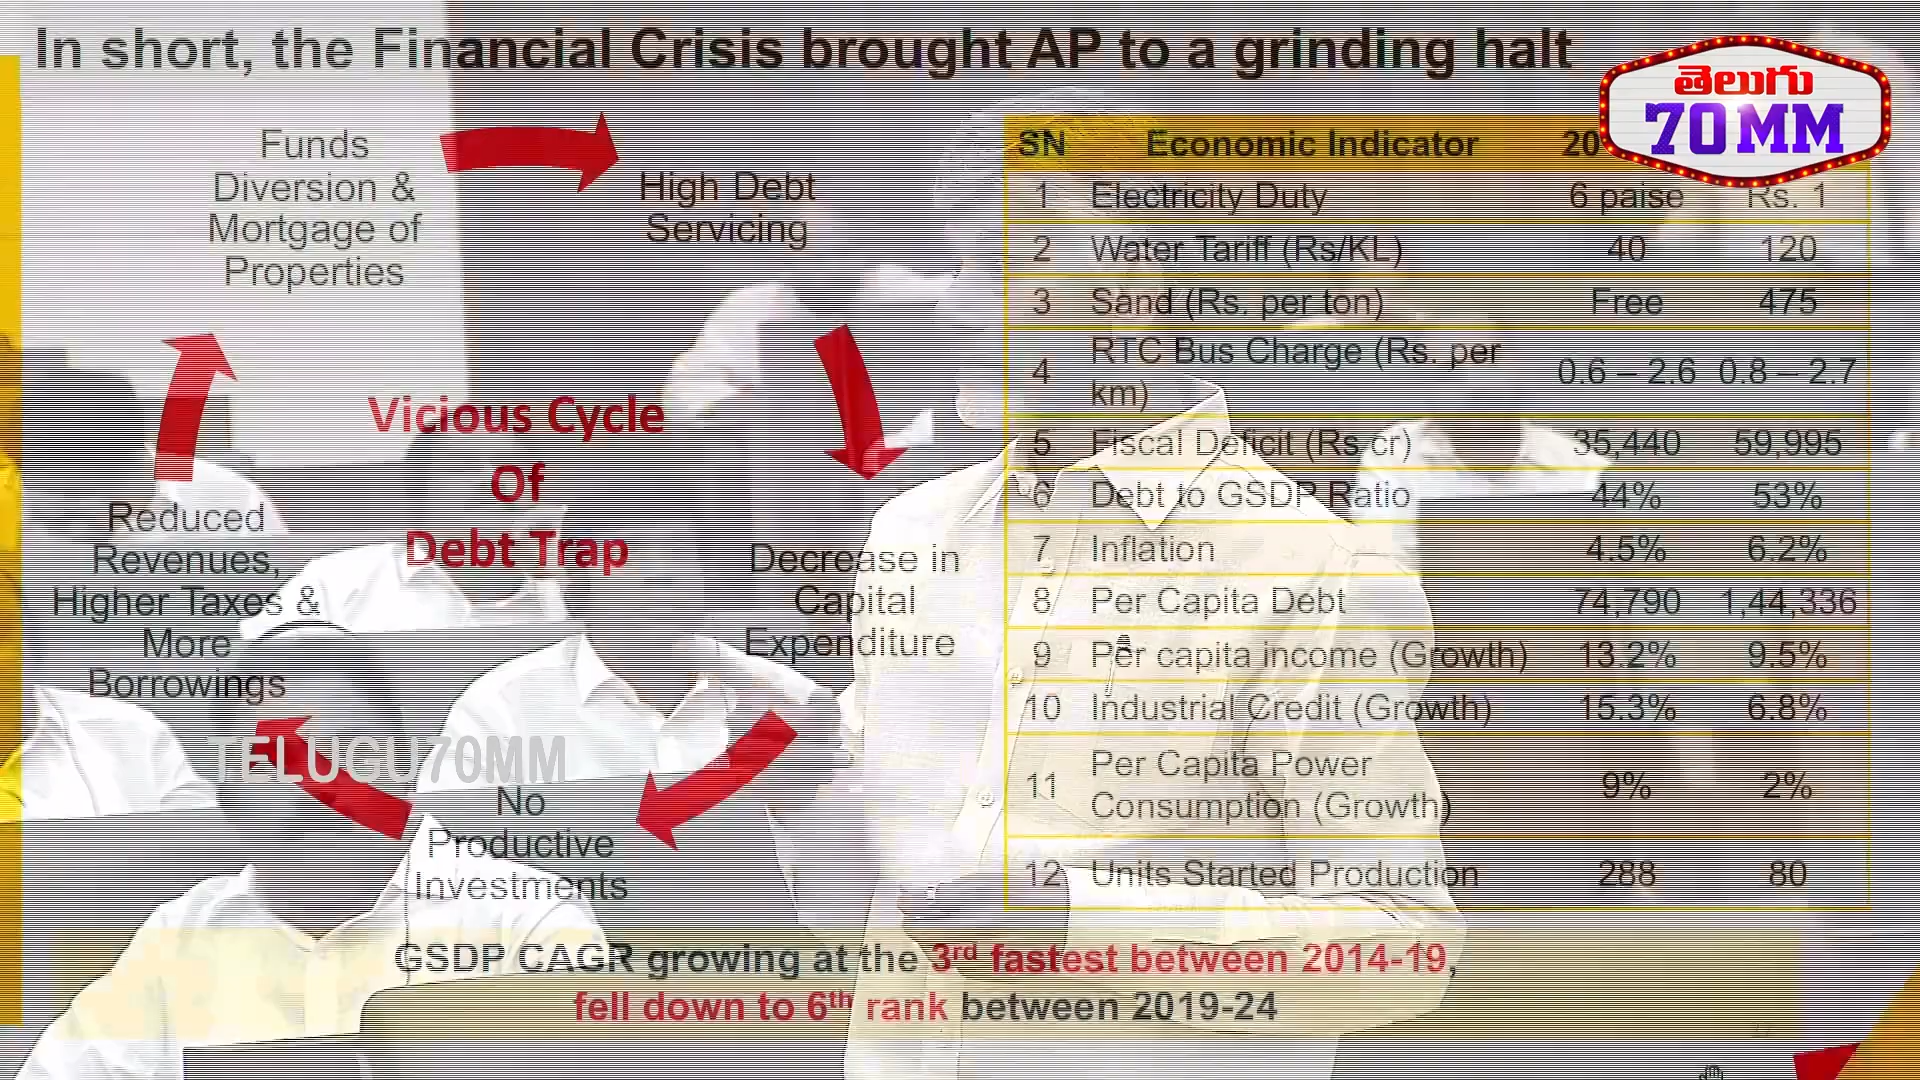 In short, the Financial Crisis brought AP to a grinding halt
తెలుగు
70MM
Funds
Diversion &
Mortgage of
Properties
High Debt
Servicing
Decrease in
Capital
Expenditure
No
Productive
Investments
Reduced
Revenues,
Higher Taxes &
More
Borrowings
Vicious Cycle
Of
Debt Trap
TELUGU70MM
SN Economic Indicator
1 Electricity Duty 6 paise Rs. 1
2 Water Tariff (Rs/KL) 40 120
3 Sand (Rs. per ton) Free 475
4 RTC Bus Charge (Rs. per km) 0.6 – 2.6 0.8 – 2.7
5 Fiscal Deficit (Rs cr) 35,440 59,995
6 Debt to GSDP Ratio 44% 53%
7 Inflation 4.5% 6.2%
8 Per Capita Debt 74,790 1,44,336
9 Per capita income (Growth) 13.2% 9.5%
10 Industrial Credit (Growth) 15.3% 6.8%
11 Per Capita Power Consumption (Growth) 9% 2%
12 Units Started Production 288 80
GSDP CAGR growing at the 3rd fastest between 2014-19,
fell down to 6th rank between 2019-24